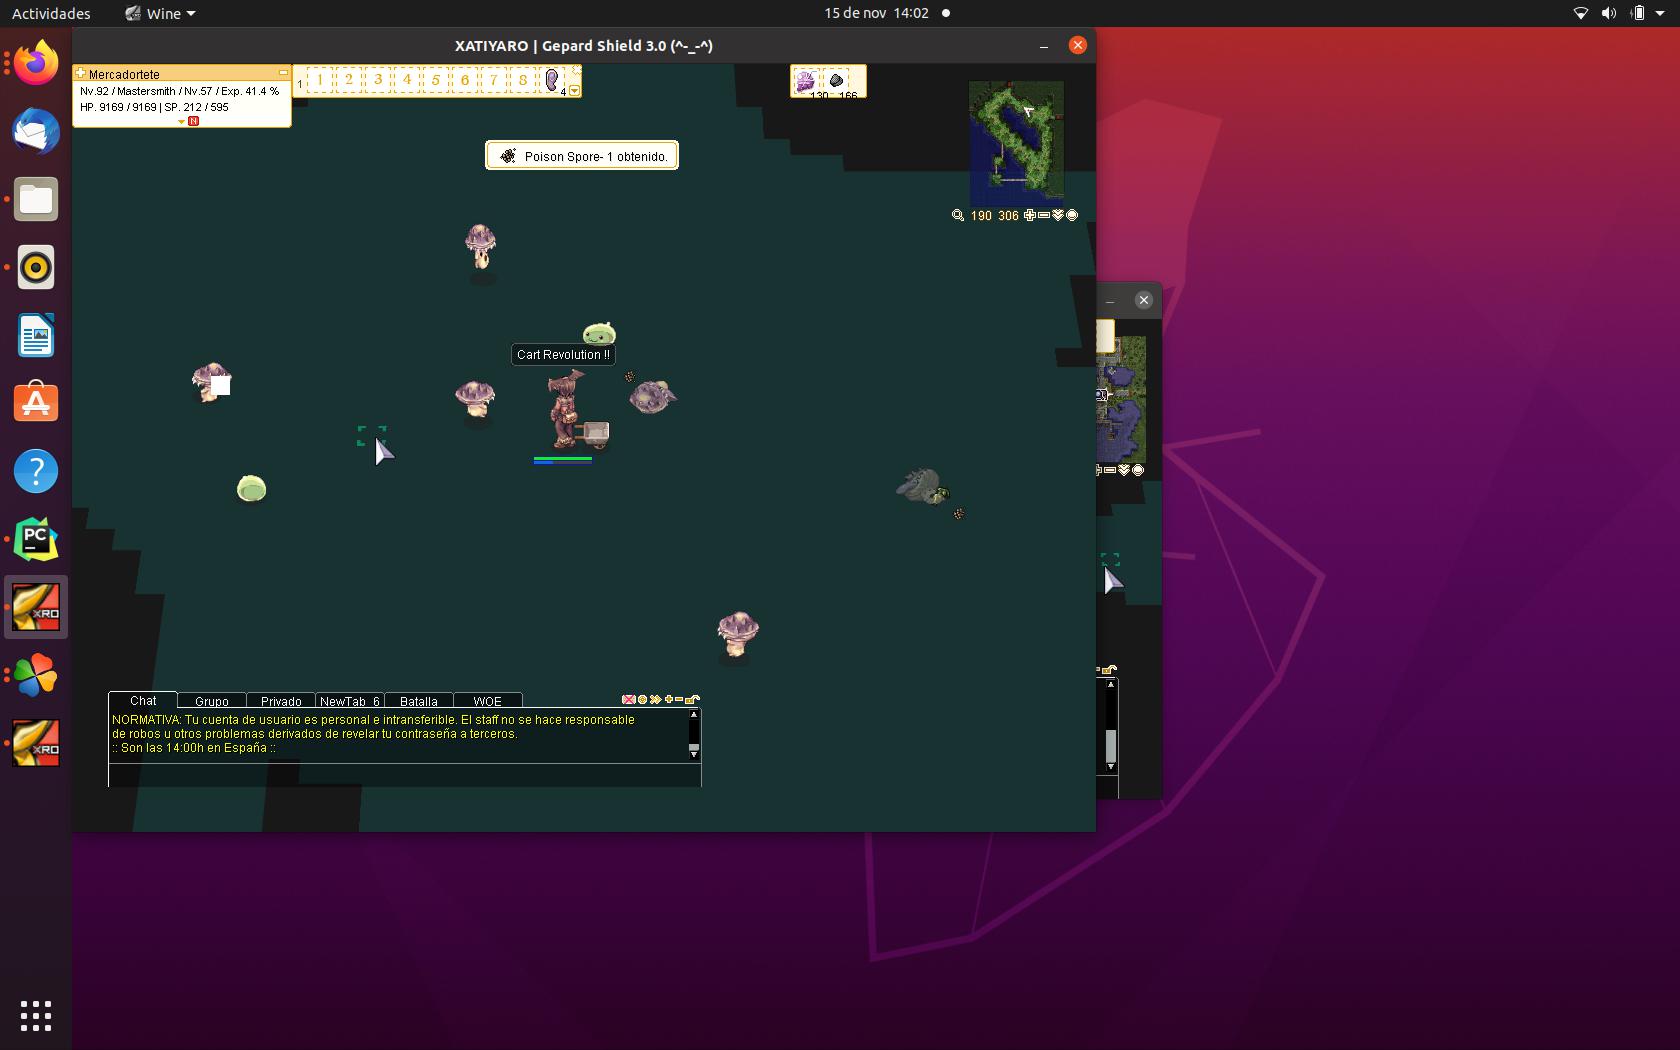 Actividades
Wine
15 de nov 14:02
XATIYARO | Gepard Shield 3.0 (^-_-^)
Mercadortete
Nv.92 / Mastersmith / Nv.57 / Exp. 41.4 %
HP. 9169 / 9169 | SP. 212 / 595
N
1 1 2 3 4 5 6 7 8 4
130 166
Poison Spore- 1 obtenido.
190 306
Cart Revolution !!
PC
XRO
XRO
Chat Grupo Privado NewTab_6 Batalla WOE
NORMATIVA: Tu cuenta de usuario es personal e intransferible. El staff no se hace responsable
de robos u otros problemas derivados de revelar tu contraseña a terceros.
:: Son las 14:00h en España ::